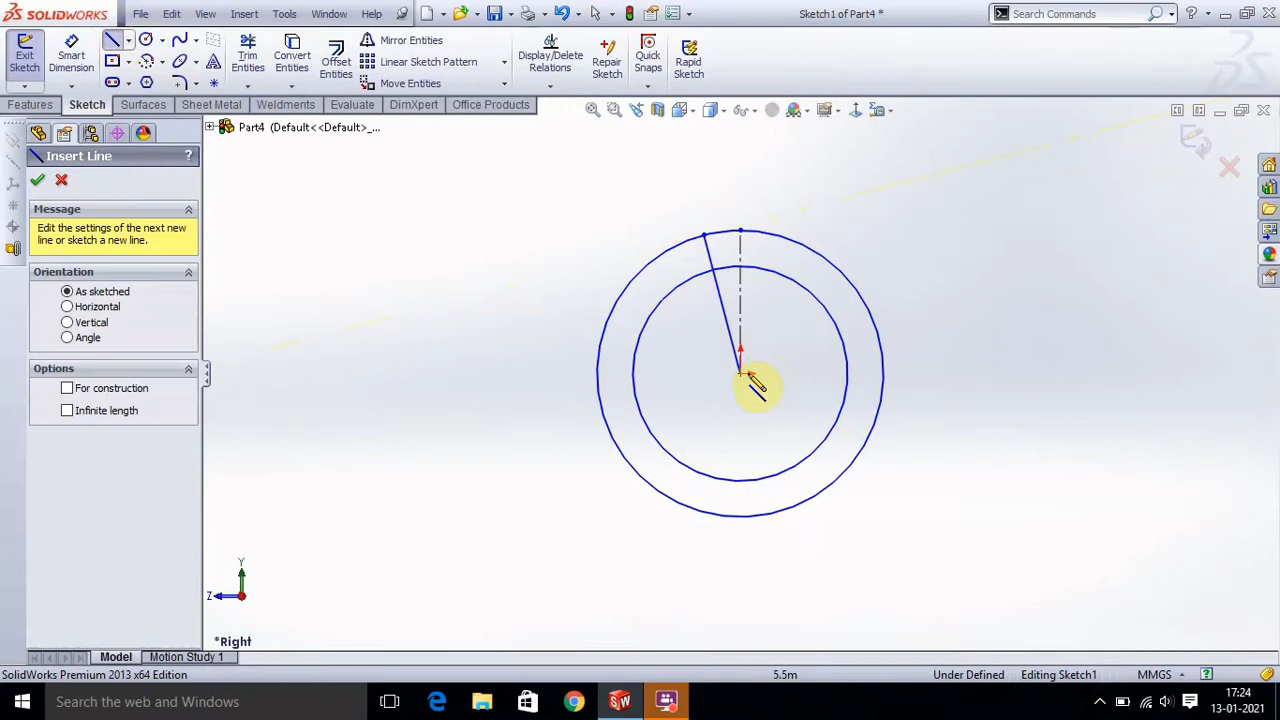 SOLIDWORKS File Edit View Insert Tools Window Help Sketch1 of Part4 * Search Commands
Exit Sketch Smart Dimension Trim Entities Convert Entities Offset Entities Mirror Entities Linear Sketch Pattern Move Entities Display/Delete Relations Repair Sketch Quick Snaps Rapid Sketch
Features Sketch Surfaces Sheet Metal Weldments Evaluate DimXpert Office Products
Part4 (Default<<Default>_...
Insert Line ?
Message
Edit the settings of the next new
line or sketch a new line.
Orientation
As sketched
Horizontal
Vertical
Angle
Options
For construction
Infinite length
Y
Z
*Right
Model Motion Study 1
SolidWorks Premium 2013 x64 Edition 5.5m Under Defined Editing Sketch1 MMGS ?
Search the web and Windows SW 17:24
13-01-2021